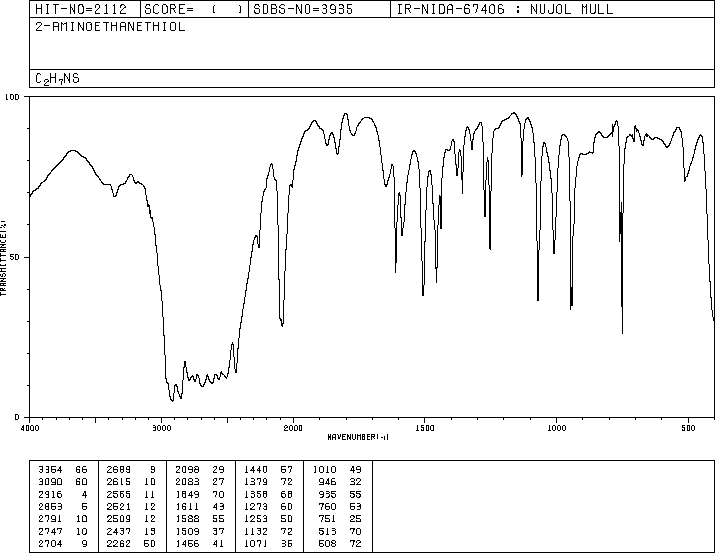 HIT-NO=2112 SCORE= ( ) SDBS-NO=3935 IR-NIDA-67406 : NUJOL MULL
2-AMINOETHANETHIOL
C2H7NS
100
50
0
TRANSMITTANCE(%)
4000 3000 2000 1500 1000 500
WAVENUMBER(-1)
3354 66 2689 9 2098 29 1440 57 1010 49
3090 60 2615 10 2083 27 1379 72 946 32
2916 4 2565 11 1649 70 1358 68 935 55
2853 5 2521 12 1611 43 1273 60 760 53
2791 10 2509 12 1588 55 1253 50 751 25
2747 10 2437 13 1509 37 1132 72 513 70
2704 9 2262 50 1456 41 1071 35 508 72